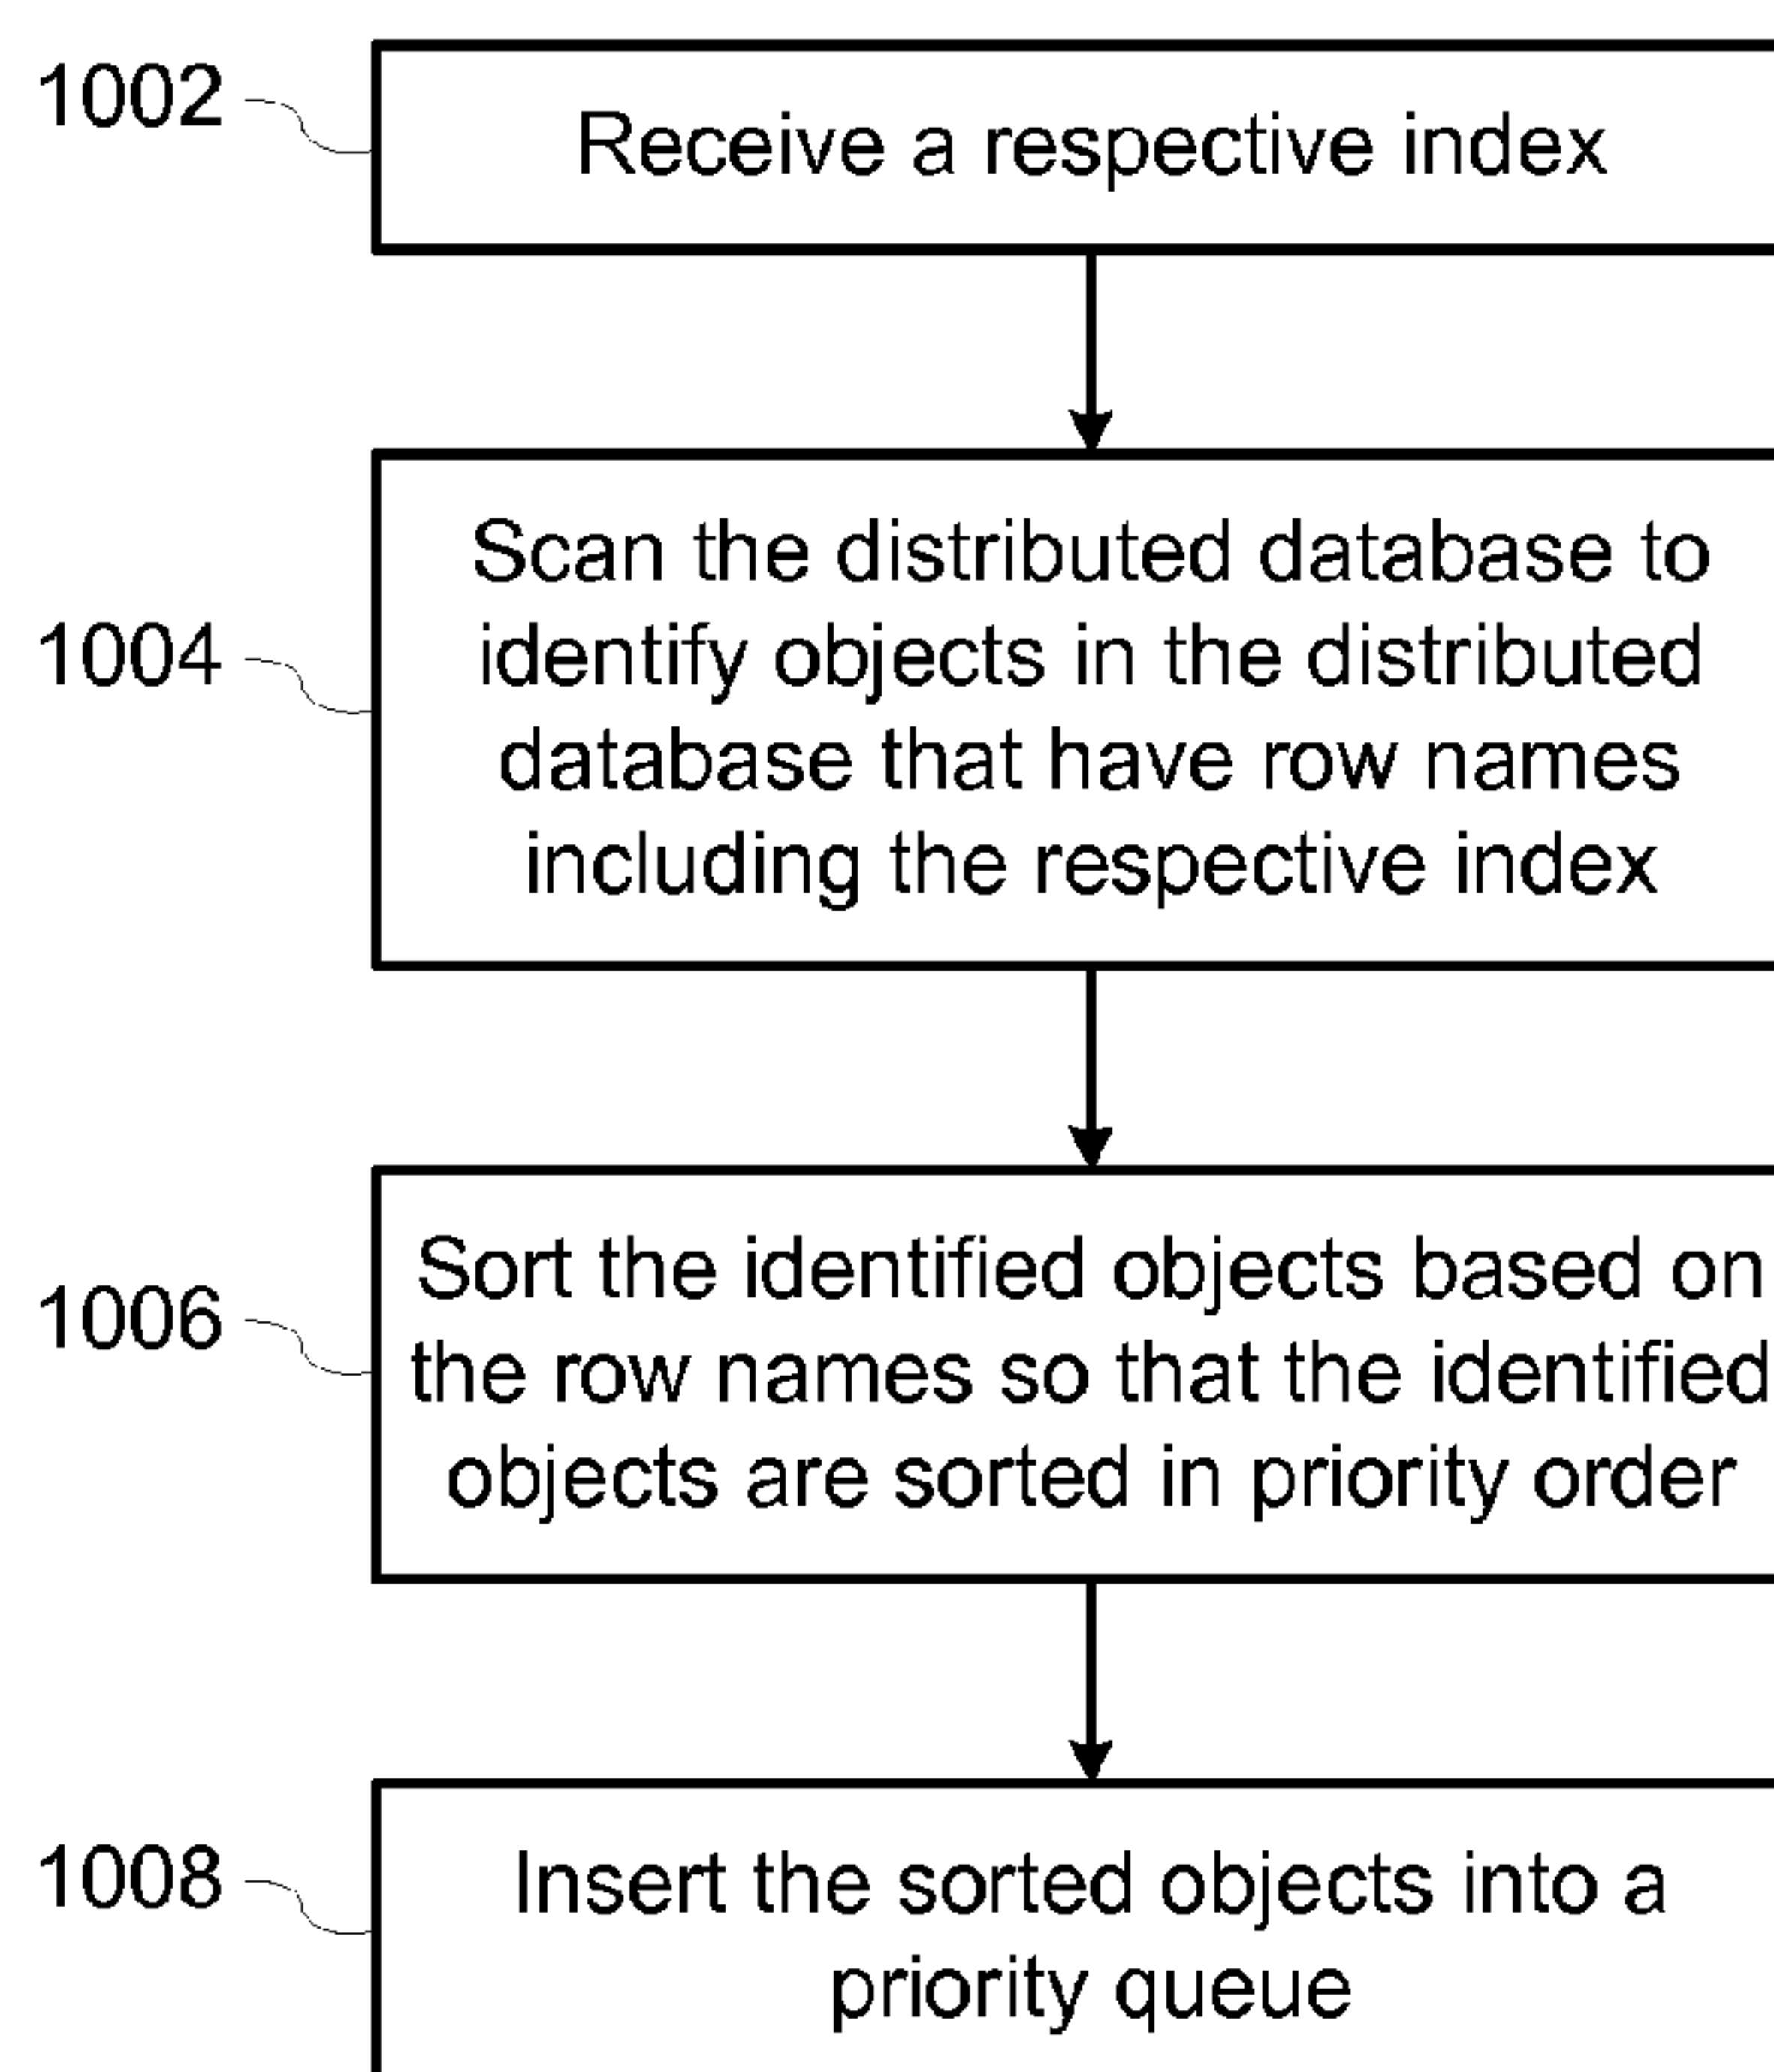 1002
Receive a respective index
1004
Scan the distributed database to
identify objects in the distributed
database that have row names
including the respective index
1006
Sort the identified objects based on
the row names so that the identified
objects are sorted in priority order
1008
Insert the sorted objects into a
priority queue